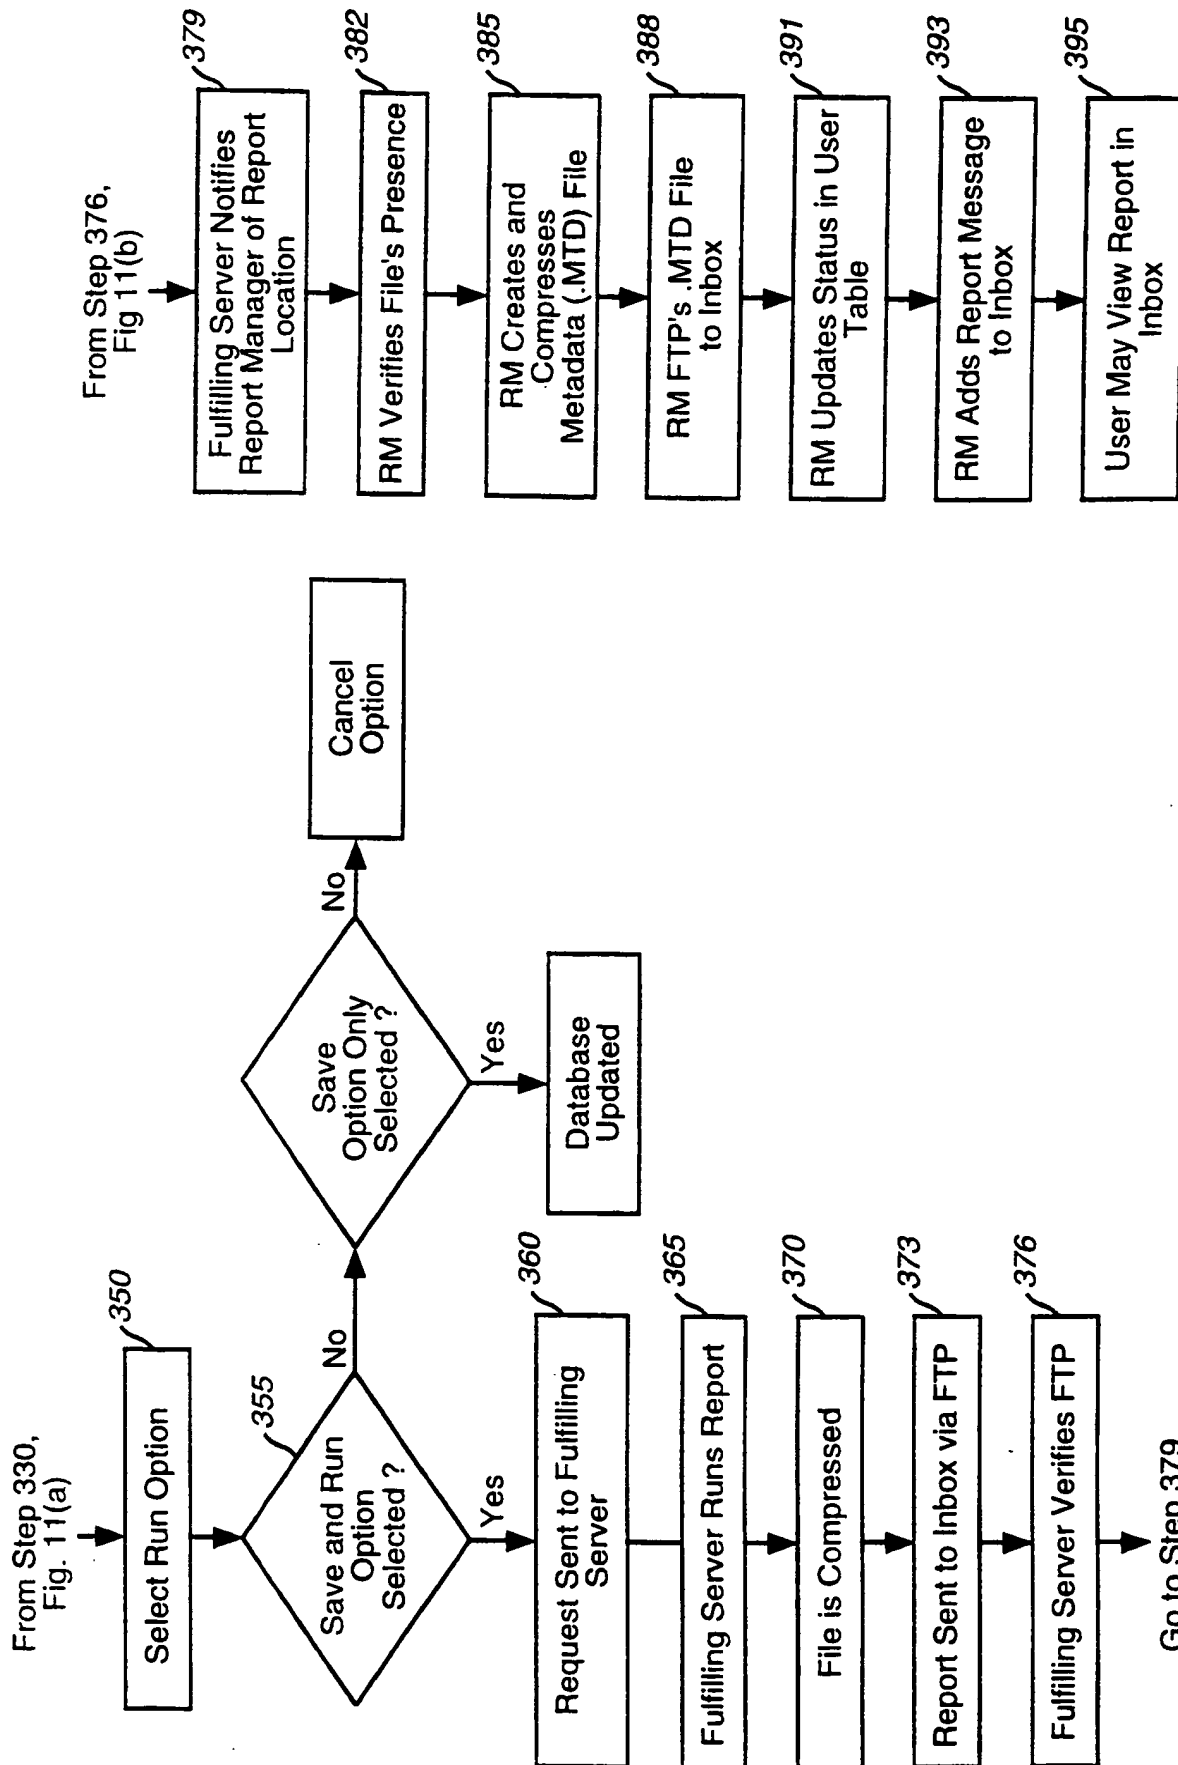 From Step 330,
Fig. 11(a)
350
Select Run Option
355
Save and Run
Option
Selected ?
No
Yes
Save
Option Only
Selected ?
No
Cancel
Option
Yes
Database
Updated
360
Request Sent to Fulfilling
Server
365
Fulfilling Server Runs Report
370
File is Compressed
373
Report Sent to Inbox via FTP
376
Fulfilling Server Verifies FTP
Go to Step 379
From Step 376,
Fig 11(b)
379
Fulfilling Server Notifies
Report Manager of Report
Location
382
RM Verifies File's Presence
385
RM Creates and
Compresses
Metadata (.MTD) File
388
RM FTP's .MTD File
to Inbox
391
RM Updates Status in User
Table
393
RM Adds Report Message
to Inbox
395
User May View Report in
Inbox